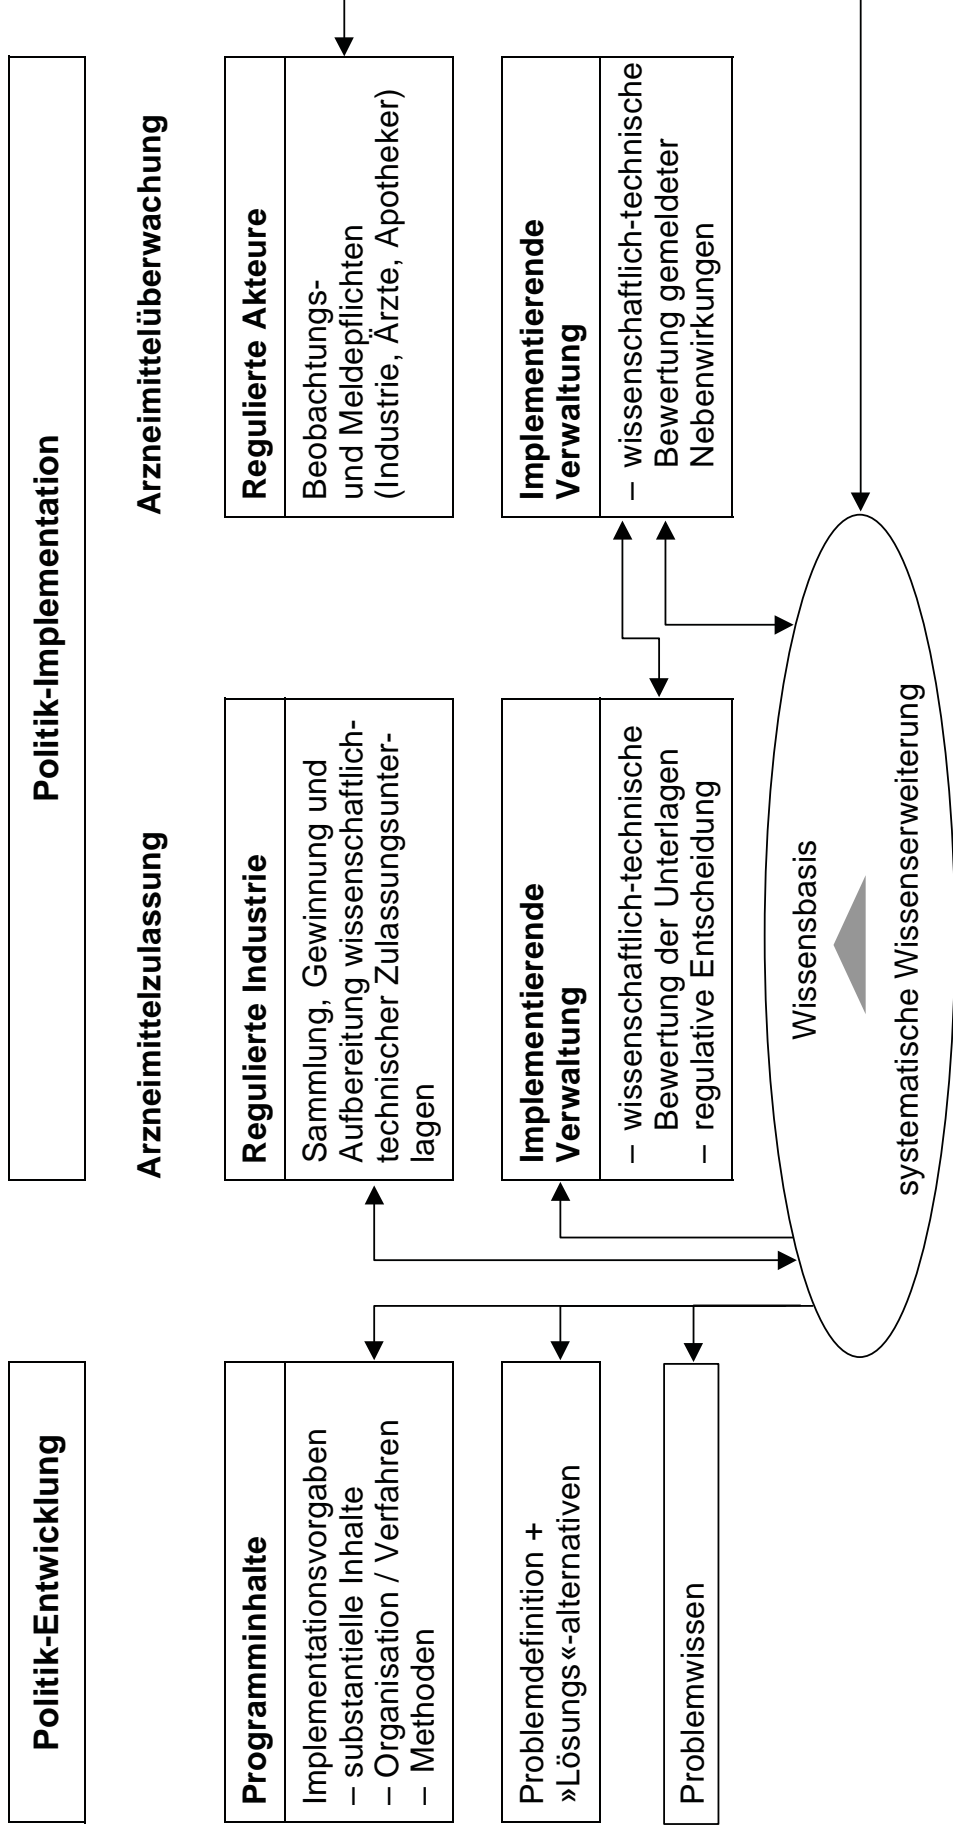 Politik-Entwicklung
Politik-Implementation
Arzneimittelzulassung
Arzneimittelüberwachung
Programminhalte
Implementationsvorgaben
– substantielle Inhalte
– Organisation / Verfahren
– Methoden
Problemdefinition +
»Lösungs«-alternativen
Problemwissen
Regulierte Industrie
Sammlung, Gewinnung und
Aufbereitung wissenschaftlich-
technischer Zulassungsunter-
lagen
Implementierende
Verwaltung
– wissenschaftlich-technische
Bewertung der Unterlagen
– regulative Entscheidung
Regulierte Akteure
Beobachtungs-
und Meldepflichten
(Industrie, Ärzte, Apotheker)
Implementierende
Verwaltung
– wissenschaftlich-technische
Bewertung gemeldeter
Nebenwirkungen
Wissensbasis
systematische Wissenserweiterung